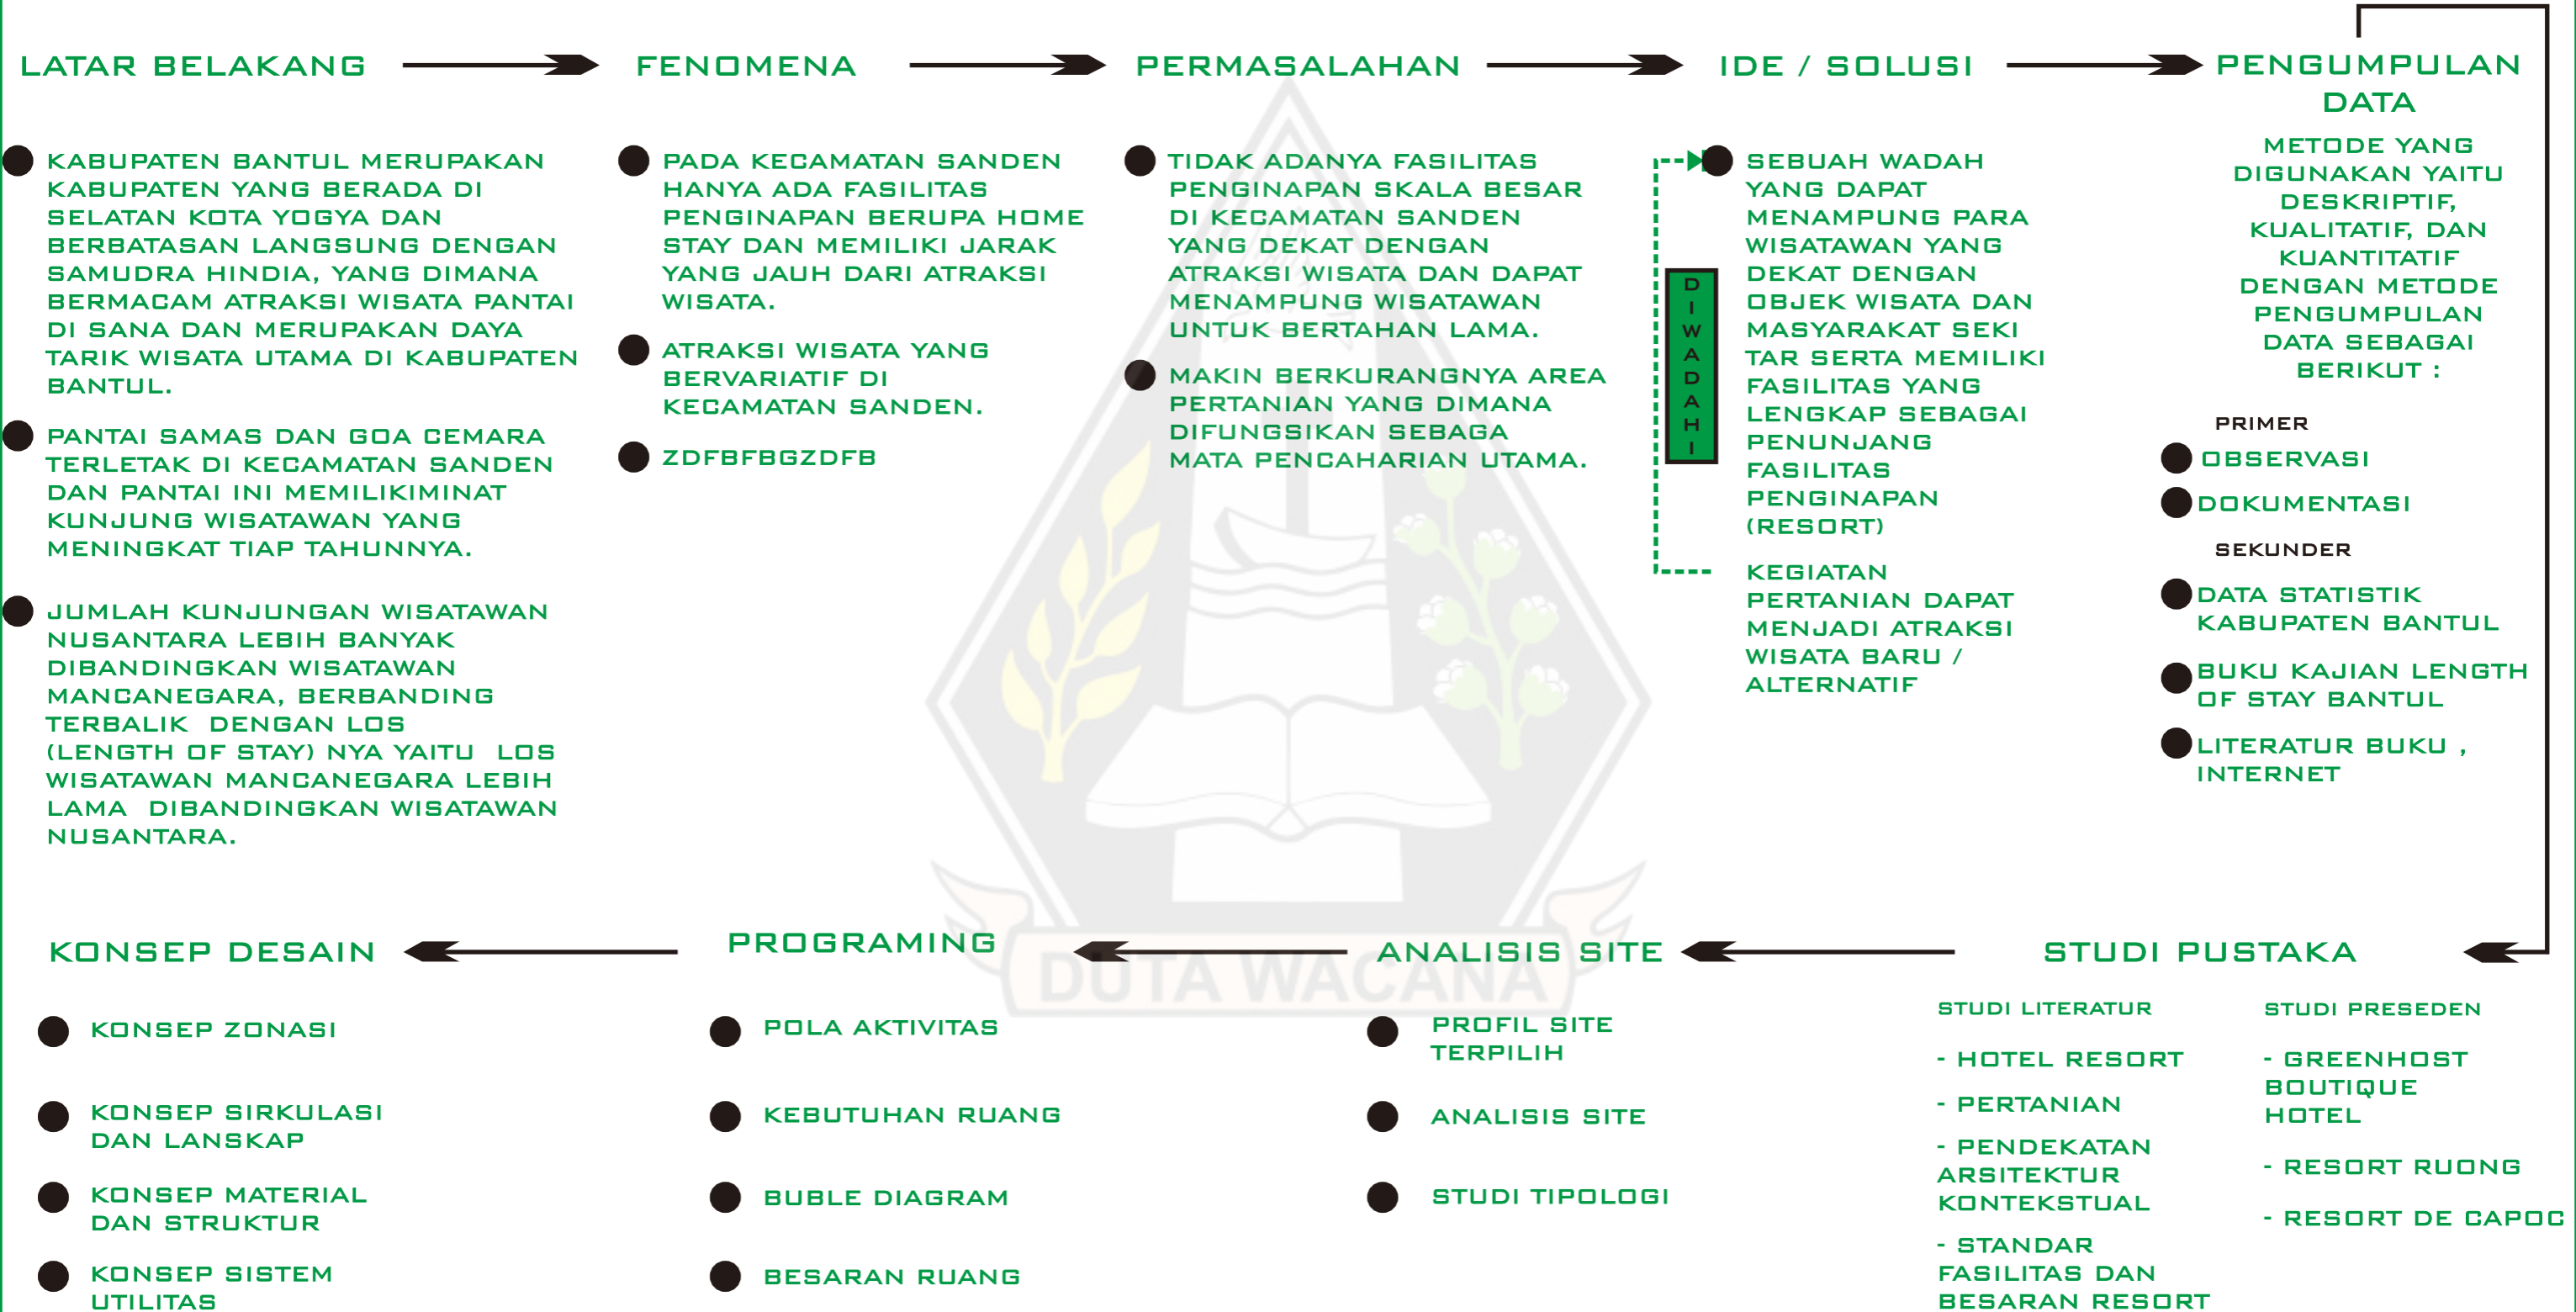 LATAR BELAKANG
KABUPATEN BANTUL MERUPAKAN
KABUPATEN YANG BERADA DI
SELATAN KOTA YOGYA DAN
BERBATASAN LANGSUNG DENGAN
SAMUDRA HINDIA, YANG DIMANA
BERMACAM ATRAKSI WISATA PANTAI
DI SANA DAN MERUPAKAN DAYA
TARIK WISATA UTAMA DI KABUPATEN
BANTUL.
PANTAI SAMAS DAN GOA CEMARA
TERLETAK DI KECAMATAN SANDEN
DAN PANTAI INI MEMILIKIMINAT
KUNJUNG WISATAWAN YANG
MENINGKAT TIAP TAHUNNYA.
JUMLAH KUNJUNGAN WISATAWAN
NUSANTARA LEBIH BANYAK
DIBANDINGKAN WISATAWAN
MANCANEGARA, BERBANDING
TERBALIK DENGAN LOS
(LENGTH OF STAY) NYA YAITU LOS
WISATAWAN MANCANEGARA LEBIH
LAMA DIBANDINGKAN WISATAWAN
NUSANTARA.
FENOMENA
PADA KECAMATAN SANDEN
HANYA ADA FASILITAS
PENGINAPAN BERUPA HOME
STAY DAN MEMILIKI JARAK
YANG JAUH DARI ATRAKSI
WISATA.
ATRAKSI WISATA YANG
BERVARIATIF DI
KECAMATAN SANDEN.
ZDFBFBGZDFB
PERMASALAHAN
TIDAK ADANYA FASILITAS
PENGINAPAN SKALA BESAR
DI KECAMATAN SANDEN
YANG DEKAT DENGAN
ATRAKSI WISATA DAN DAPAT
MENAMPUNG WISATAWAN
UNTUK BERTAHAN LAMA.
MAKIN BERKURANGNYA AREA
PERTANIAN YANG DIMANA
DIFUNGSIKAN SEBAGA
MATA PENCAHARIAN UTAMA.
IDE / SOLUSI
SEBUAH WADAH
YANG DAPAT
MENAMPUNG PARA
WISATAWAN YANG
DEKAT DENGAN
OBJEK WISATA DAN
MASYARAKAT SEKI
TAR SERTA MEMILIKI
FASILITAS YANG
LENGKAP SEBAGAI
PENUNJANG
FASILITAS
PENGINAPAN
(RESORT)
DIWADAHI
KEGIATAN
PERTANIAN DAPAT
MENJADI ATRAKSI
WISATA BARU /
ALTERNATIF
PENGUMPULAN
DATA
METODE YANG
DIGUNAKAN YAITU
DESKRIPTIF,
KUALITATIF, DAN
KUANTITATIF
DENGAN METODE
PENGUMPULAN
DATA SEBAGAI
BERIKUT :
PRIMER
OBSERVASI
DOKUMENTASI
SEKUNDER
DATA STATISTIK
KABUPATEN BANTUL
BUKU KAJIAN LENGTH
OF STAY BANTUL
LITERATUR BUKU ,
INTERNET
STUDI PUSTAKA
STUDI LITERATUR
- HOTEL RESORT
- PERTANIAN
- PENDEKATAN
ARSITEKTUR
KONTEKSTUAL
- STANDAR
FASILITAS DAN
BESARAN RESORT
STUDI PRESEDEN
- GREENHOST
BOUTIQUE
HOTEL
- RESORT RUONG
- RESORT DE CAPOC
ANALISIS SITE
PROFIL SITE
TERPILIH
ANALISIS SITE
STUDI TIPOLOGI
PROGRAMING
POLA AKTIVITAS
KEBUTUHAN RUANG
BUBLE DIAGRAM
BESARAN RUANG
KONSEP DESAIN
KONSEP ZONASI
KONSEP SIRKULASI
DAN LANSKAP
KONSEP MATERIAL
DAN STRUKTUR
KONSEP SISTEM
UTILITAS
DUTA WACANA